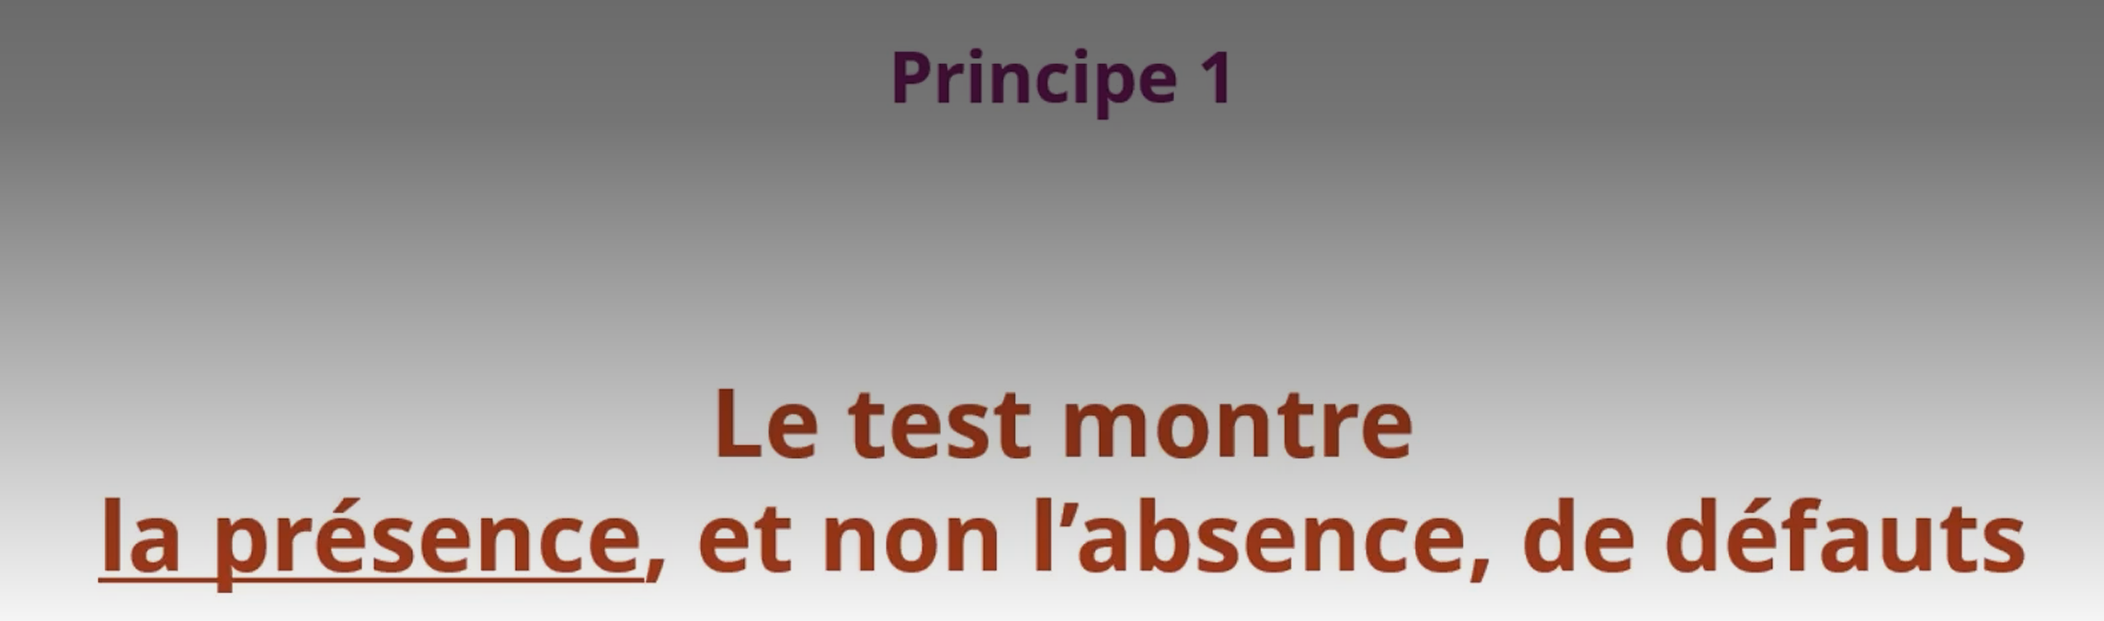 Principe 1
Le test montre
la présence, et non l’absence, de défauts